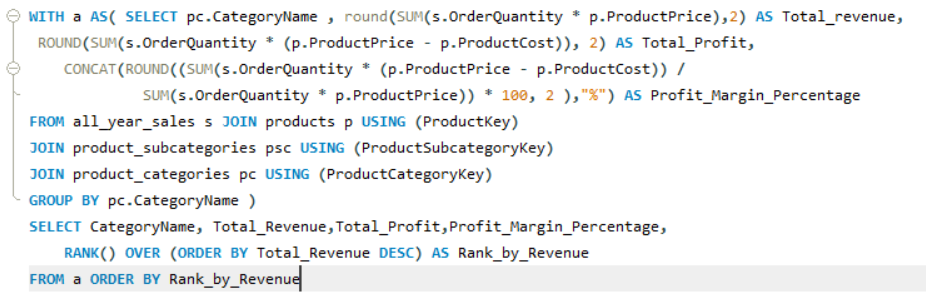 WITH a AS( SELECT pc.CategoryName , round(SUM(s.OrderQuantity * p.ProductPrice),2) AS Total_revenue,
ROUND(SUM(s.OrderQuantity * (p.ProductPrice - p.ProductCost)), 2) AS Total_Profit,
CONCAT(ROUND((SUM(s.OrderQuantity * (p.ProductPrice - p.ProductCost)) /
SUM(s.OrderQuantity * p.ProductPrice)) * 100, 2 ),"%") AS Profit_Margin_Percentage
FROM all_year_sales s JOIN products p USING (ProductKey)
JOIN product_subcategories psc USING (ProductSubcategoryKey)
JOIN product_categories pc USING (ProductCategoryKey)
GROUP BY pc.CategoryName )
SELECT CategoryName, Total_Revenue,Total_Profit,Profit_Margin_Percentage,
RANK() OVER (ORDER BY Total_Revenue DESC) AS Rank_by_Revenue
FROM a ORDER BY Rank_by_Revenue